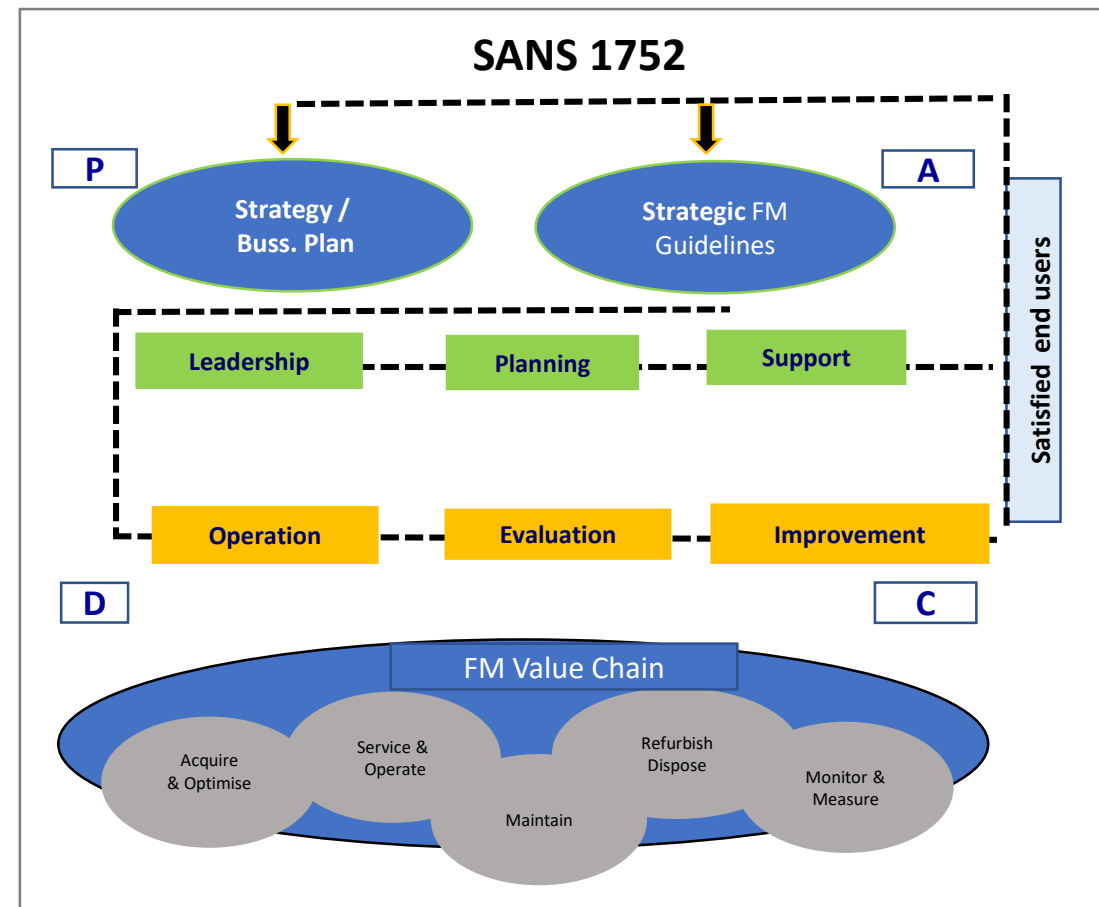 SANS 1752
P
A
Strategy /
Buss. Plan
Strategic FM
Guidelines
Satisfied end users
Leadership
Planning
Support
Operation
Evaluation
Improvement
D
C
FM Value Chain
Acquire
& Optimise
Service &
Operate
Maintain
Refurbish
Dispose
Monitor &
Measure